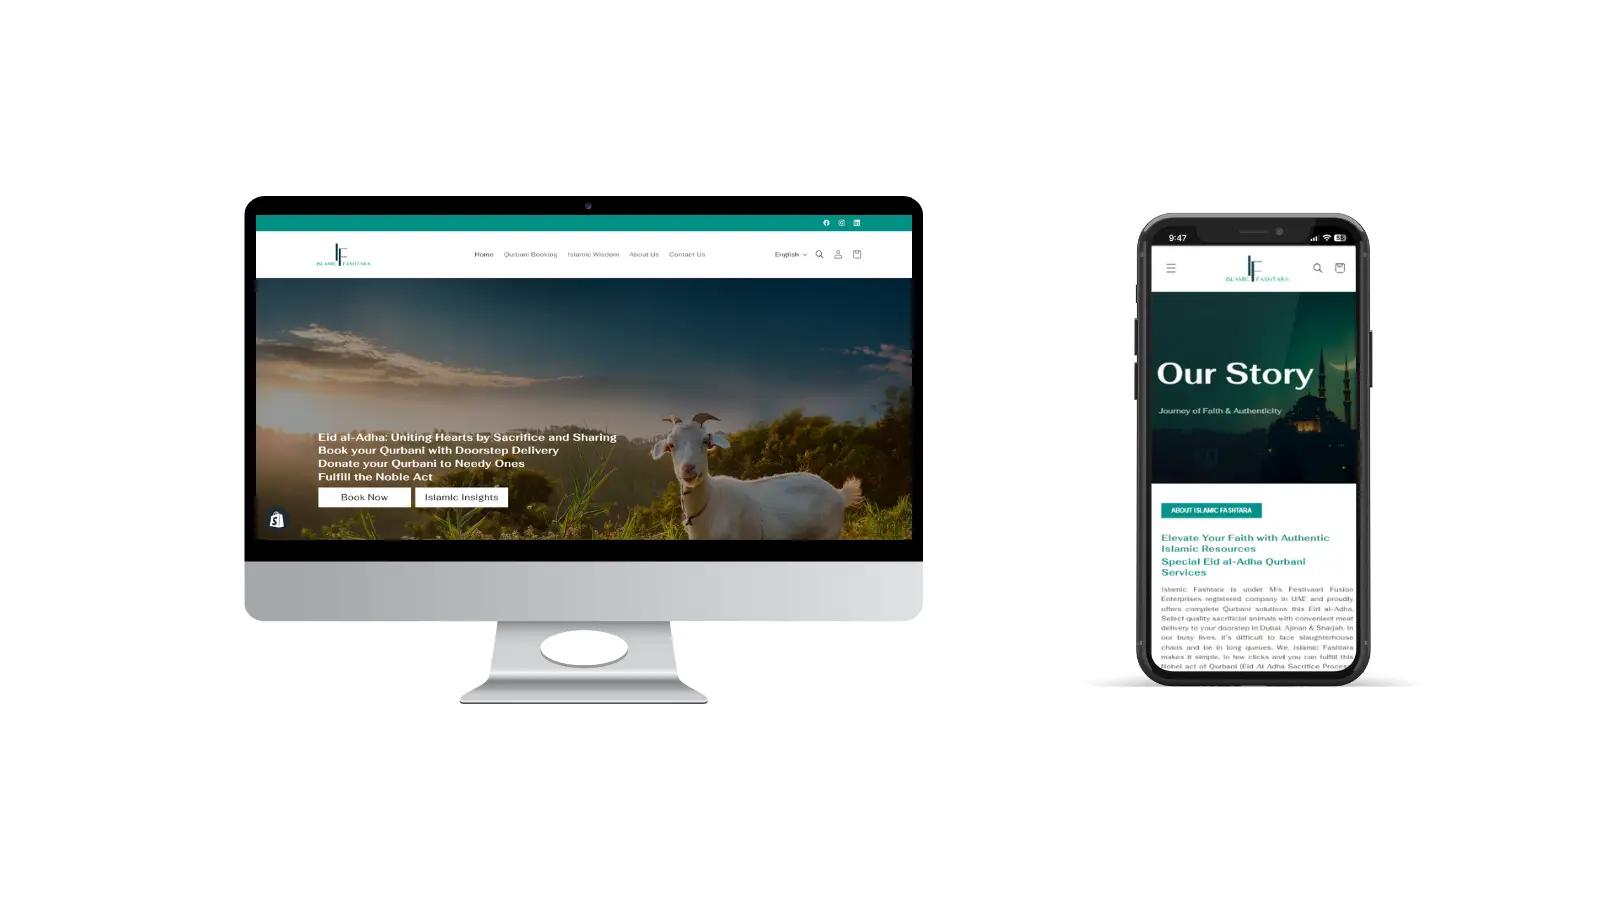 ISLAMIC FASHTARA
Home Qurbani Booking Islamic Wisdom About Us Contact Us English
Eid al-Adha: Uniting Hearts by Sacrifice and Sharing
Book your Qurbani with Doorstep Delivery
Donate your Qurbani to Needy Ones
Fulfill the Noble Act
Book Now Islamic Insights
9:47 58
ISLAMIC FASHTARA
Our Story
Journey of Faith & Authenticity
ABOUT ISLAMIC FASHTARA
Elevate Your Faith with Authentic
Islamic Resources
Special Eid al-Adha Qurbani
Services
Islamic Fashtara is under M/s Festivaari Fusion
Enterprises registered company in UAE and proudly
offers complete Qurbani solutions this Eid al-Adha.
Select quality sacrificial animals with convenient meat
delivery to your doorstep in Dubai, Ajman & Sharjah. In
our busy lives, it's difficult to face slaughterhouse
chaos and be in long queues. We, Islamic Fashtara
makes it simple. In few clicks and you can fulfill this
Nobel act of Qurbani (Eid Al Adha Sacrifice Process